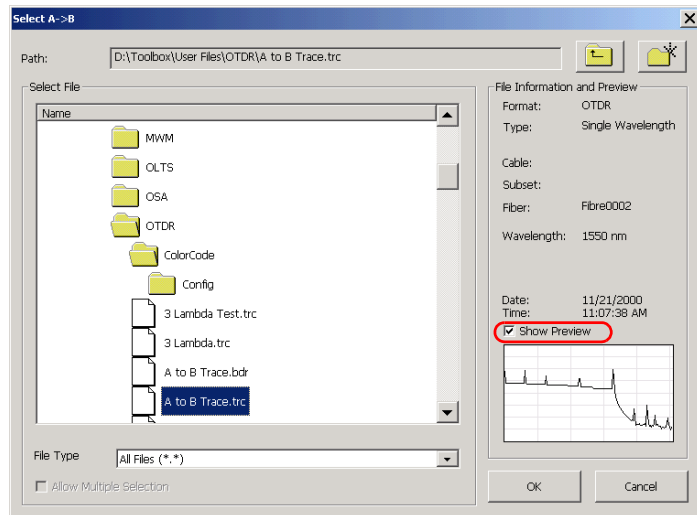 Select A->B
Path: D:\Toolbox\User Files\OTDR\A to B Trace.trc
Select File
Name
MWM
OLTS
OSA
OTDR
ColorCode
Config
3 Lambda Test.trc
3 Lambda.trc
A to B Trace.bdr
A to B Trace.trc
File Type All Files (*.*)
Allow Multiple Selection
File Information and Preview
Format: OTDR
Type: Single Wavelength
Cable:
Subset:
Fiber: Fibre0002
Wavelength: 1550 nm
Date: 11/21/2000
Time: 11:07:38 AM
Show Preview
OK Cancel